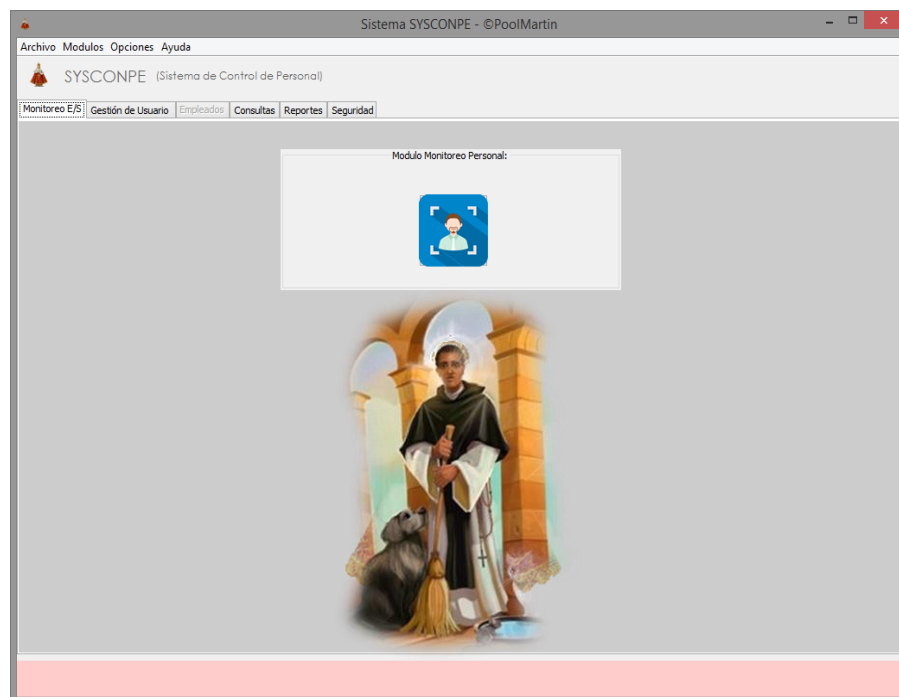 Sistema SYSCONPE - ©PoolMartin
Archivo Modulos Opciones Ayuda
SYSCONPE (Sistema de Control de Personal)
Monitoreo E/S Gestión de Usuario Empleados Consultas Reportes Seguridad
Modulo Monitoreo Personal: